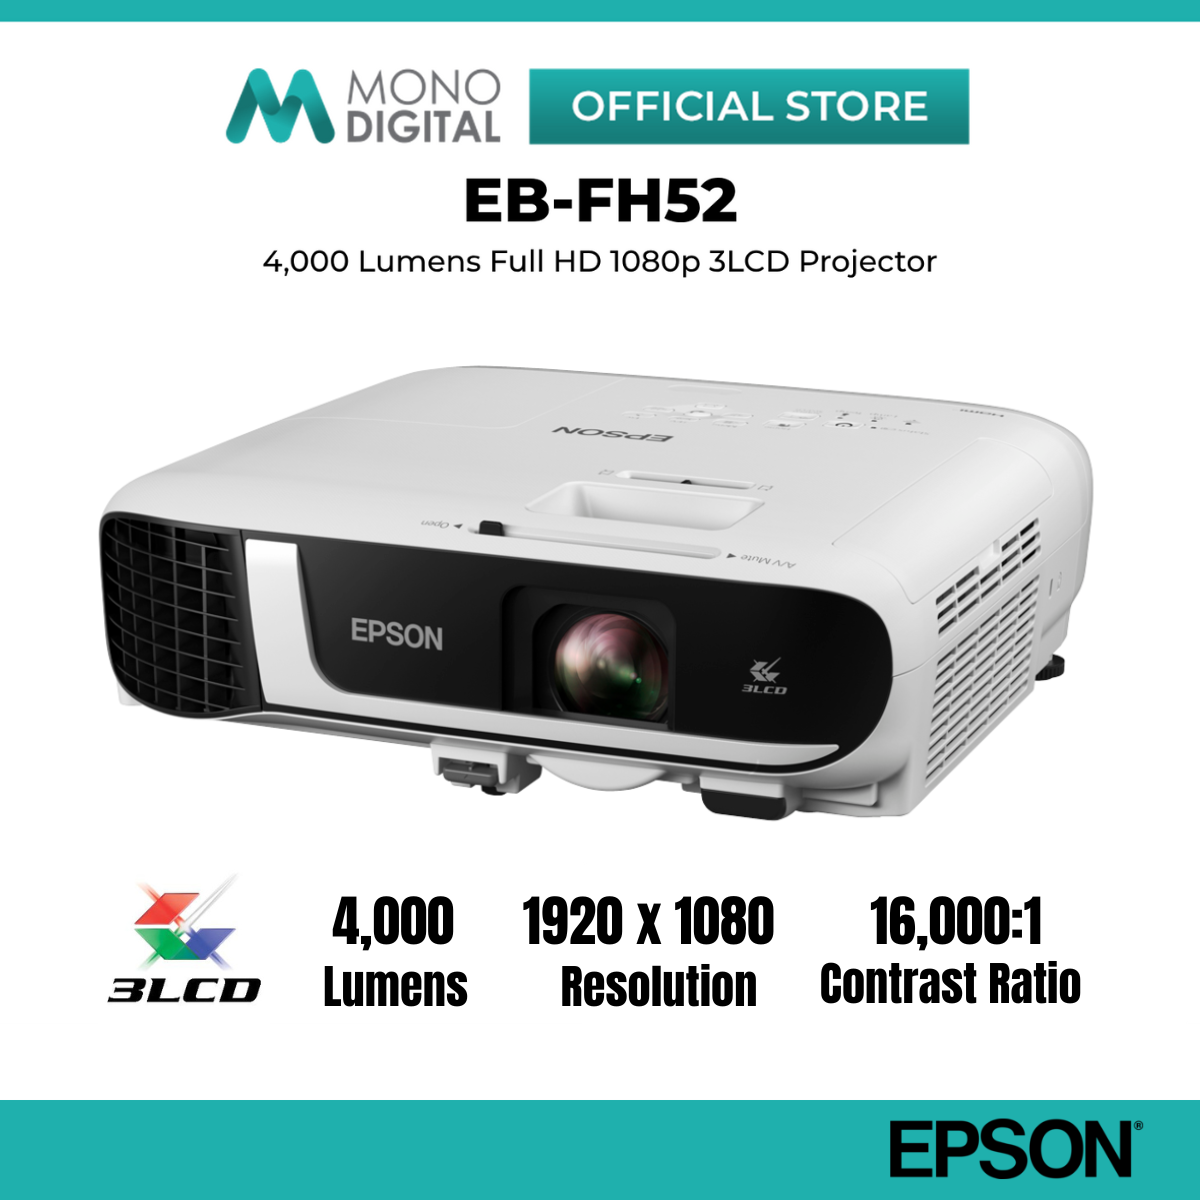 MONO
DIGITAL
OFFICIAL STORE
EB-FH52
4,000 Lumens Full HD 1080p 3LCD Projector
EPSON
Open
A/V Mute
EPSON
3LCD
3LCD
4,000
Lumens
1920 x 1080
Resolution
16,000:1
Contrast Ratio
EPSON®